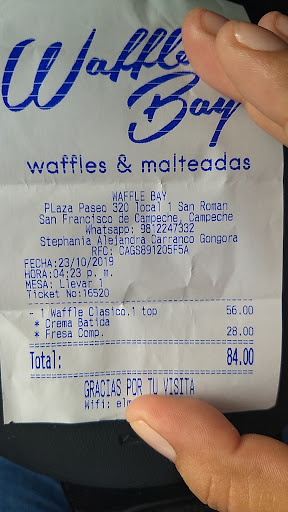 Waffle
Bay
waffles & malteadas
WAFFLE BAY
PLaza Paseo 320 local 1 San Roman
San Francisco de Campeche, Campeche
Whatsapp: 9812247332
Stephania Alejandra Carranco Gongora
RFC: CAGS891205F5A
FECHA:23/10/2019
HORA:04:23 p. m.
MESA: Llevar 1
Ticket No:16520
- 1 Waffle Clasico.1 top 56.00
* Crema Batida
* Fresa Comp. 28.00
Total: 84.00
GRACIAS POR TU VISITA
Wifi: